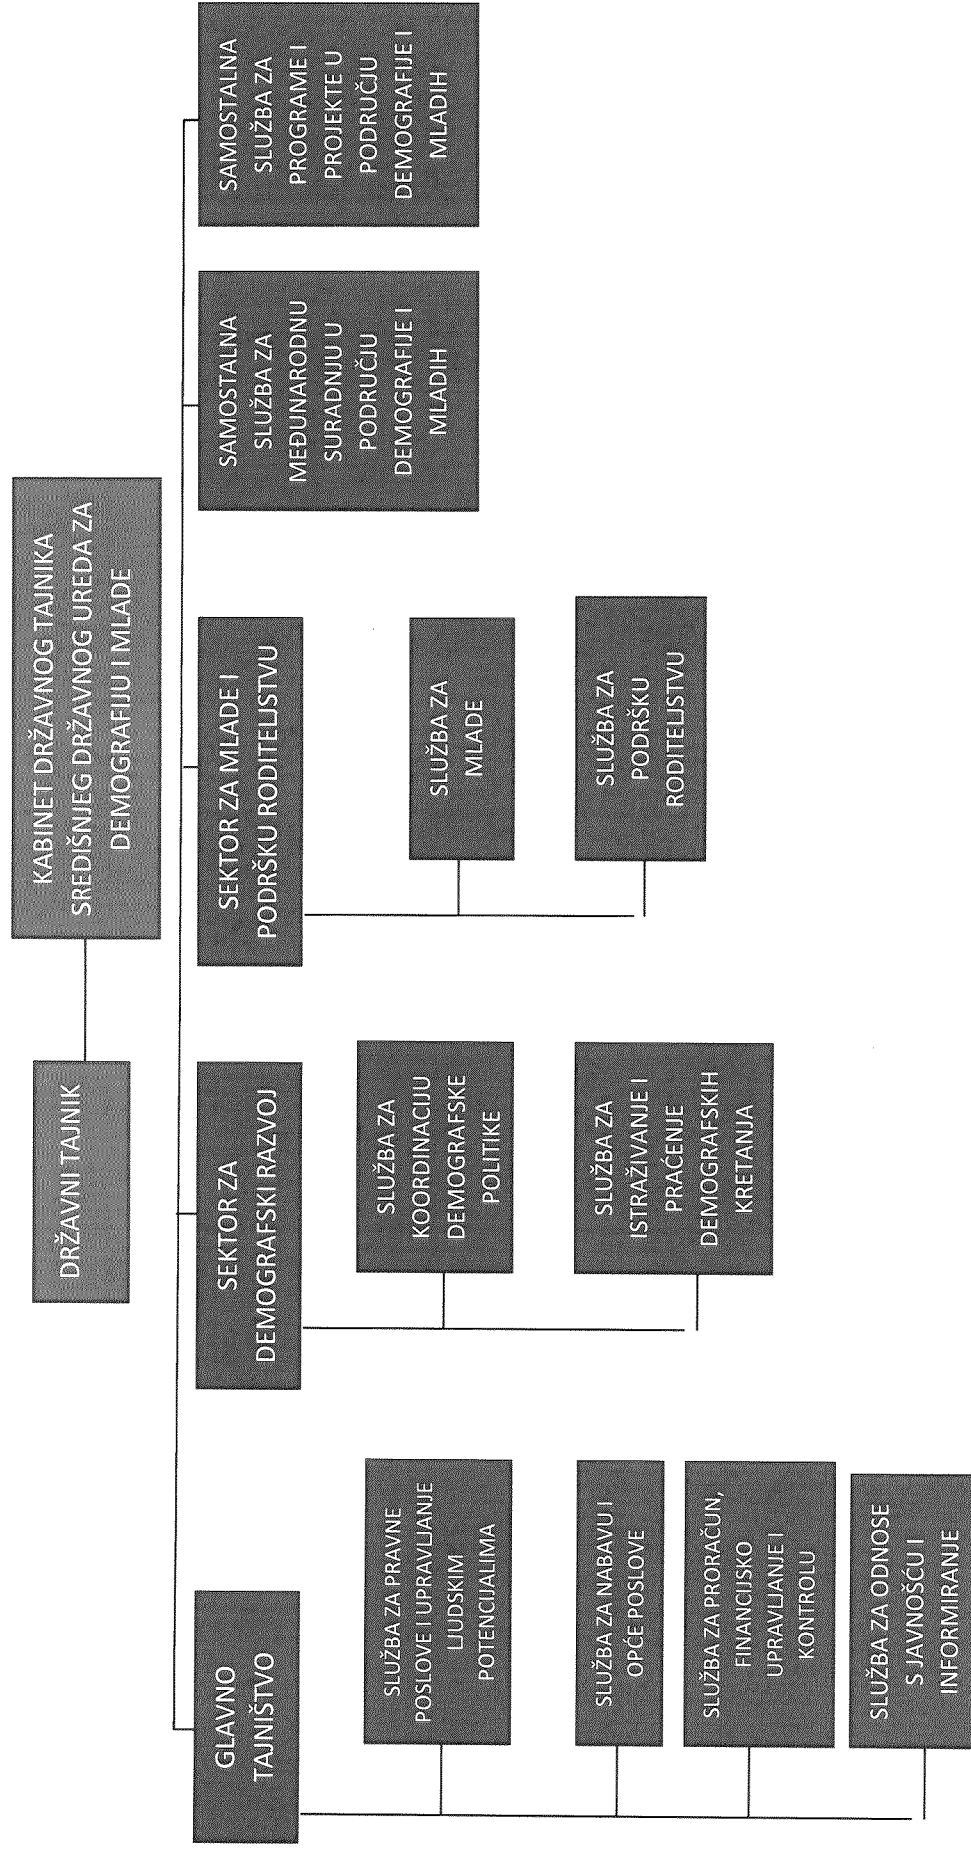 DRŽAVNI TAJNIK
KABINET DRŽAVNOG TAJNIKA
SREDIŠNJEG DRŽAVNOG UREDA ZA
DEMOGRAFIJU I MLADE
GLAVNO
TAJNIŠTVO
SLUŽBA ZA PRAVNE
POSLOVE I UPRAVLJANJE
LJUDSKIM
POTENCIJALIMA
SLUŽBA ZA NABAVU I
OPĆE POSLOVE
SLUŽBA ZA PRORAČUN,
FINANCIJSKO
UPRAVLJANJE I
KONTROLU
SLUŽBA ZA ODNOSE
S JAVNOŠĆU I
INFORMIRANJE
SEKTOR ZA
DEMOGRAFSKI RAZVOJ
SLUŽBA ZA
KOORDINACIJU
DEMOGRAFSKE
POLITIKE
SLUŽBA ZA
ISTRAŽIVANJE I
PRAĆENJE
DEMOGRAFSKIH
KRETANJA
SEKTOR ZA MLADE I
PODRŠKU RODITELJSTVU
SLUŽBA ZA
MLADE
SLUŽBA ZA
PODRŠKU
RODITELJSTVU
SAMOSTALNA
SLUŽBA ZA
MEĐUNARODNU
SURADNJU U
PODRUČJU
DEMOGRAFIJE I
MLADIH
SAMOSTALNA
SLUŽBA ZA
PROGRAME I
PROJEKTE U
PODRUČJU
DEMOGRAFIJE I
MLADIH